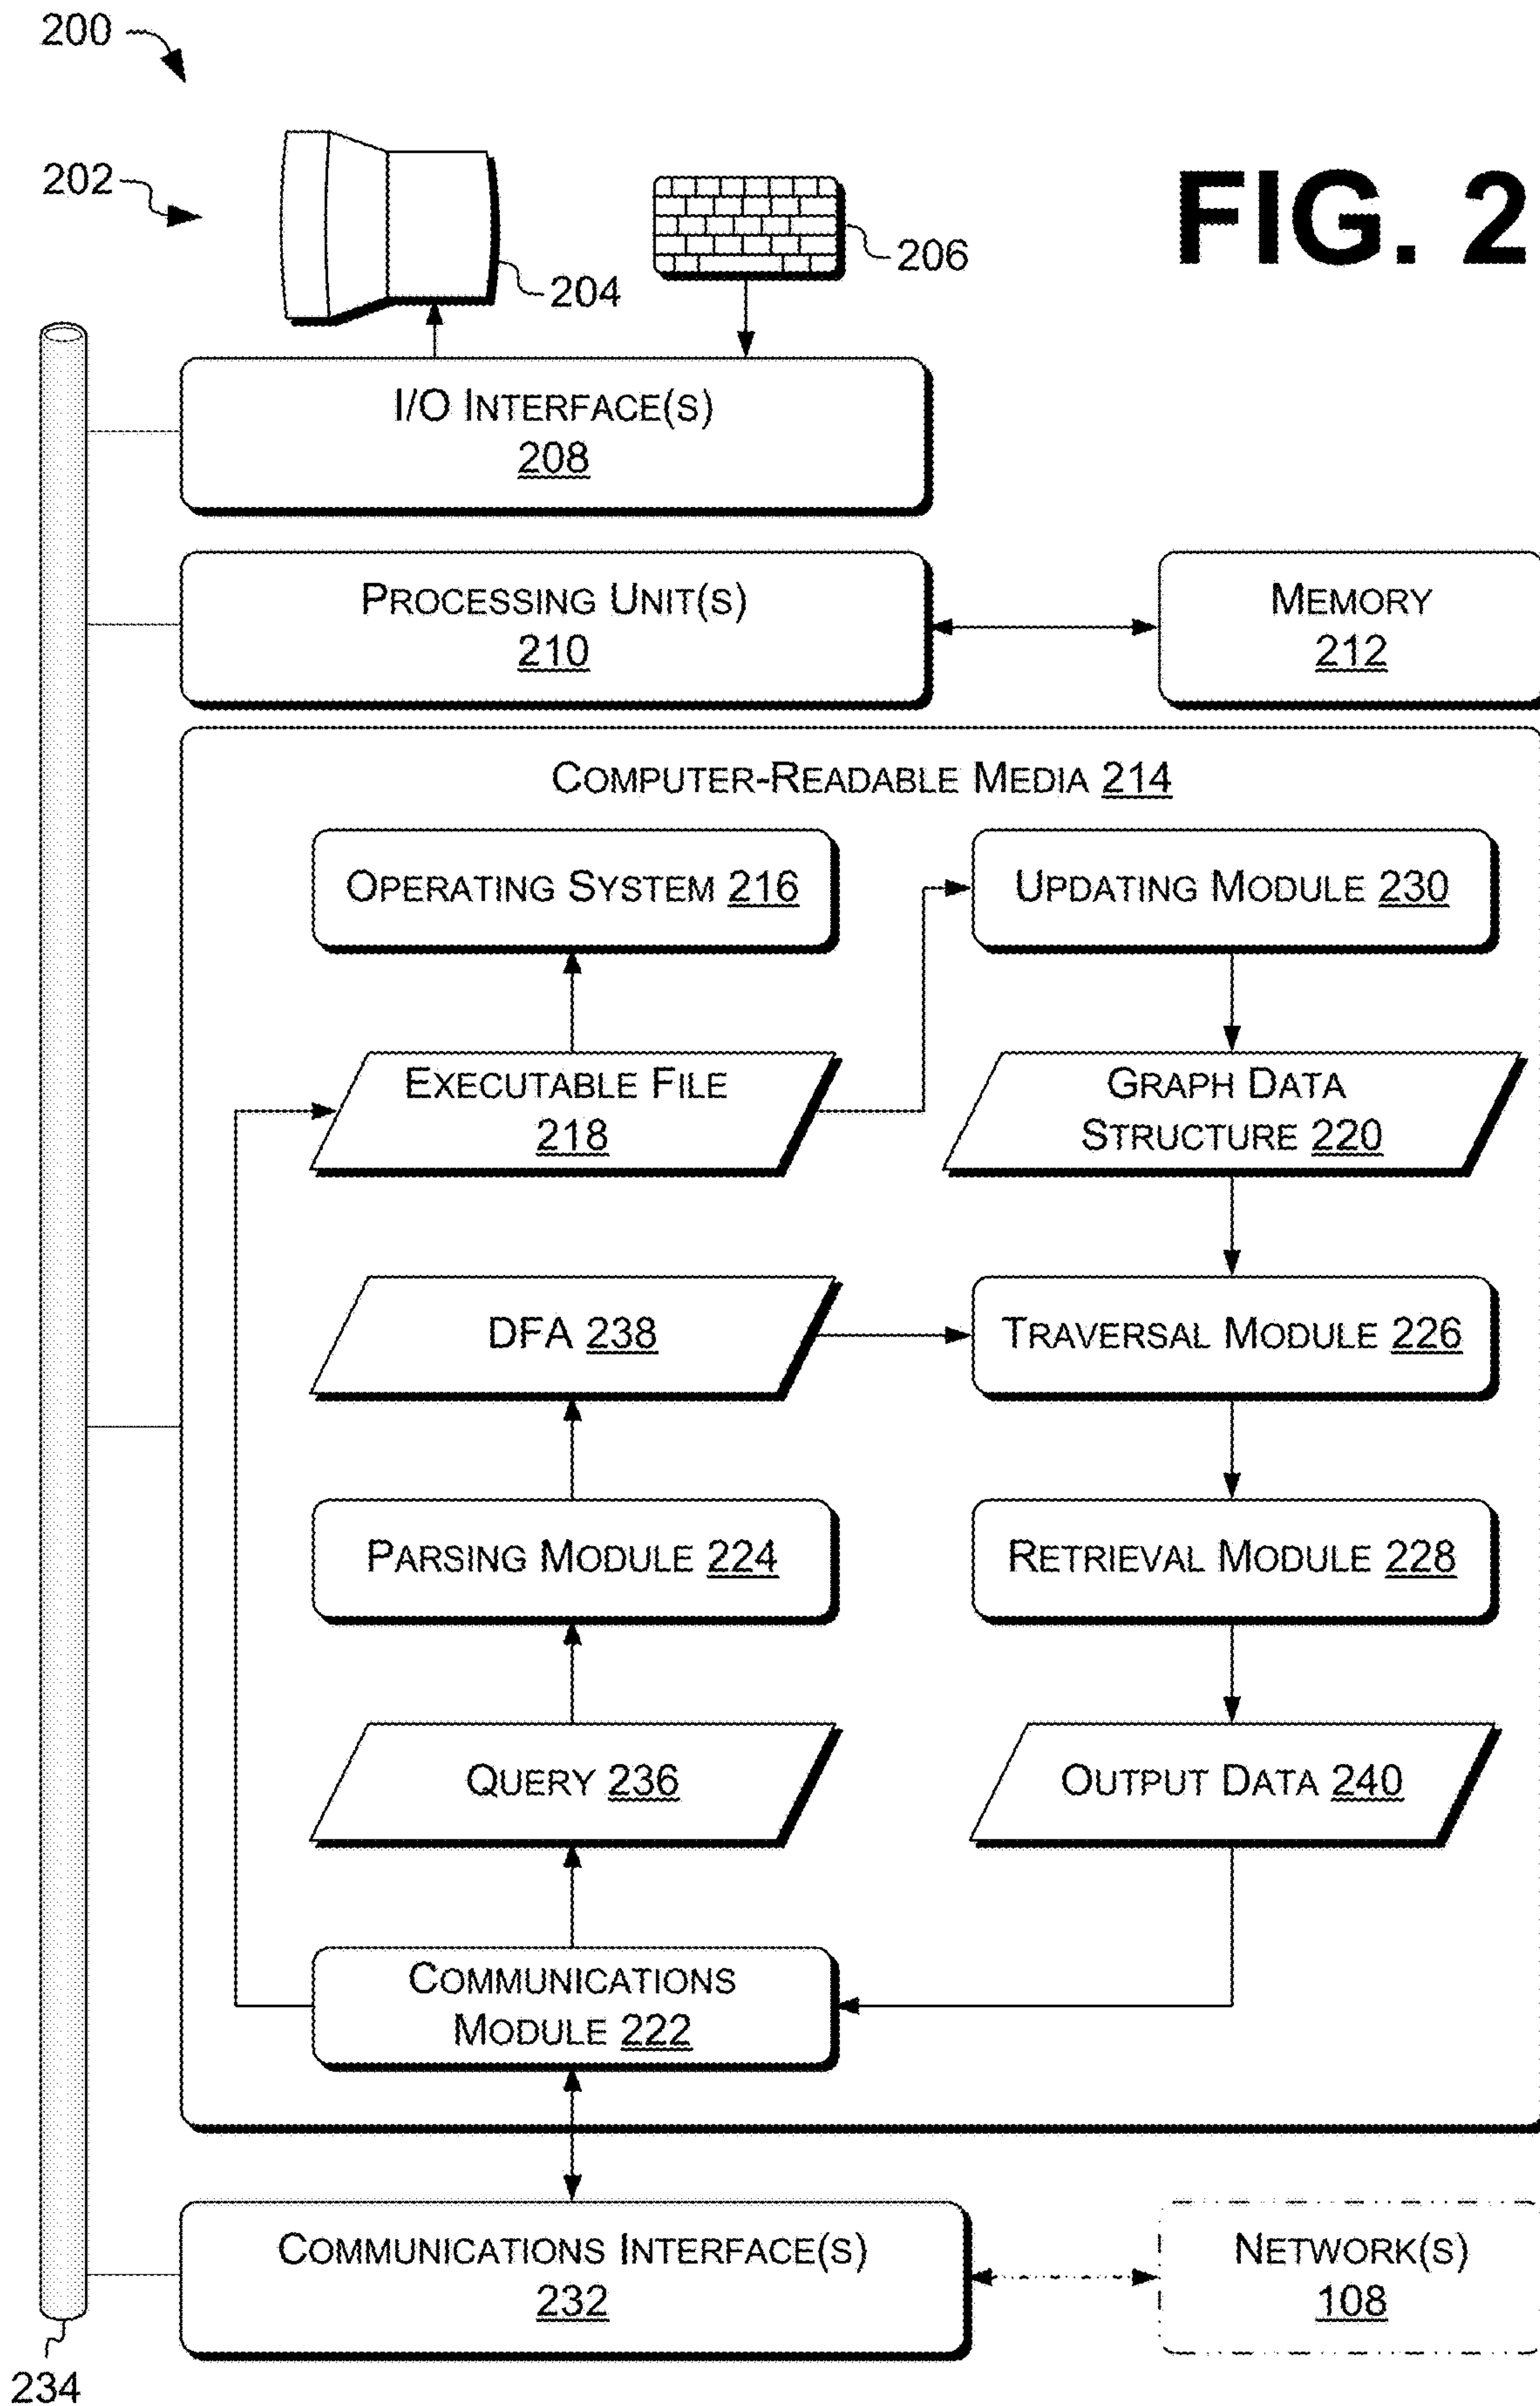 200
202
FIG. 2
206
204
I/O INTERFACE(S)
208
PROCESSING UNIT(S)
210
MEMORY
212
COMPUTER-READABLE MEDIA 214
OPERATING SYSTEM 216
UPDATING MODULE 230
EXECUTABLE FILE
218
GRAPH DATA
STRUCTURE 220
DFA 238
TRAVERSAL MODULE 226
PARSING MODULE 224
RETRIEVAL MODULE 228
QUERY 236
OUTPUT DATA 240
COMMUNICATIONS
MODULE 222
COMMUNICATIONS INTERFACE(S)
232
NETWORK(S)
108
234